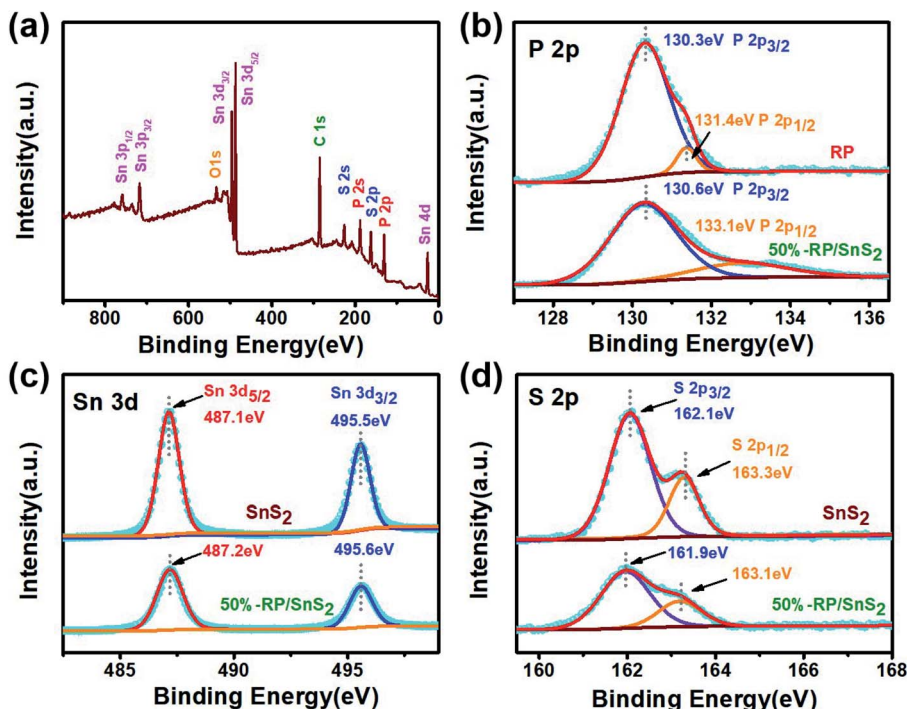 (a)
Intensity(a.u.)
Sn 3p1/2
Sn 3p3/2
O1s
Sn 3d3/2
Sn 3d5/2
C 1s
S 2s
P 2s
S 2p
P 2p
Sn 4d
800 600 400 200 0
Binding Energy(eV)
(b)
P 2p
Intensity(a.u.)
130.3eV P 2p3/2
131.4eV P 2p1/2
RP
130.6eV P 2p3/2
133.1eV P 2p1/2
50% -RP/SnS2
128 130 132 134 136
Binding Energy(eV)
(c)
Sn 3d
Intensity(a.u.)
Sn 3d5/2
487.1eV
Sn 3d3/2
495.5eV
SnS2
487.2eV
495.6eV
50% -RP/SnS2
485 490 495
Binding Energy(eV)
(d)
S 2p
Intensity(a.u.)
S 2p3/2
162.1eV
S 2p1/2
163.3eV
SnS2
161.9eV
163.1eV
50% -RP/SnS2
160 162 164 166 168
Binding Energy(eV)